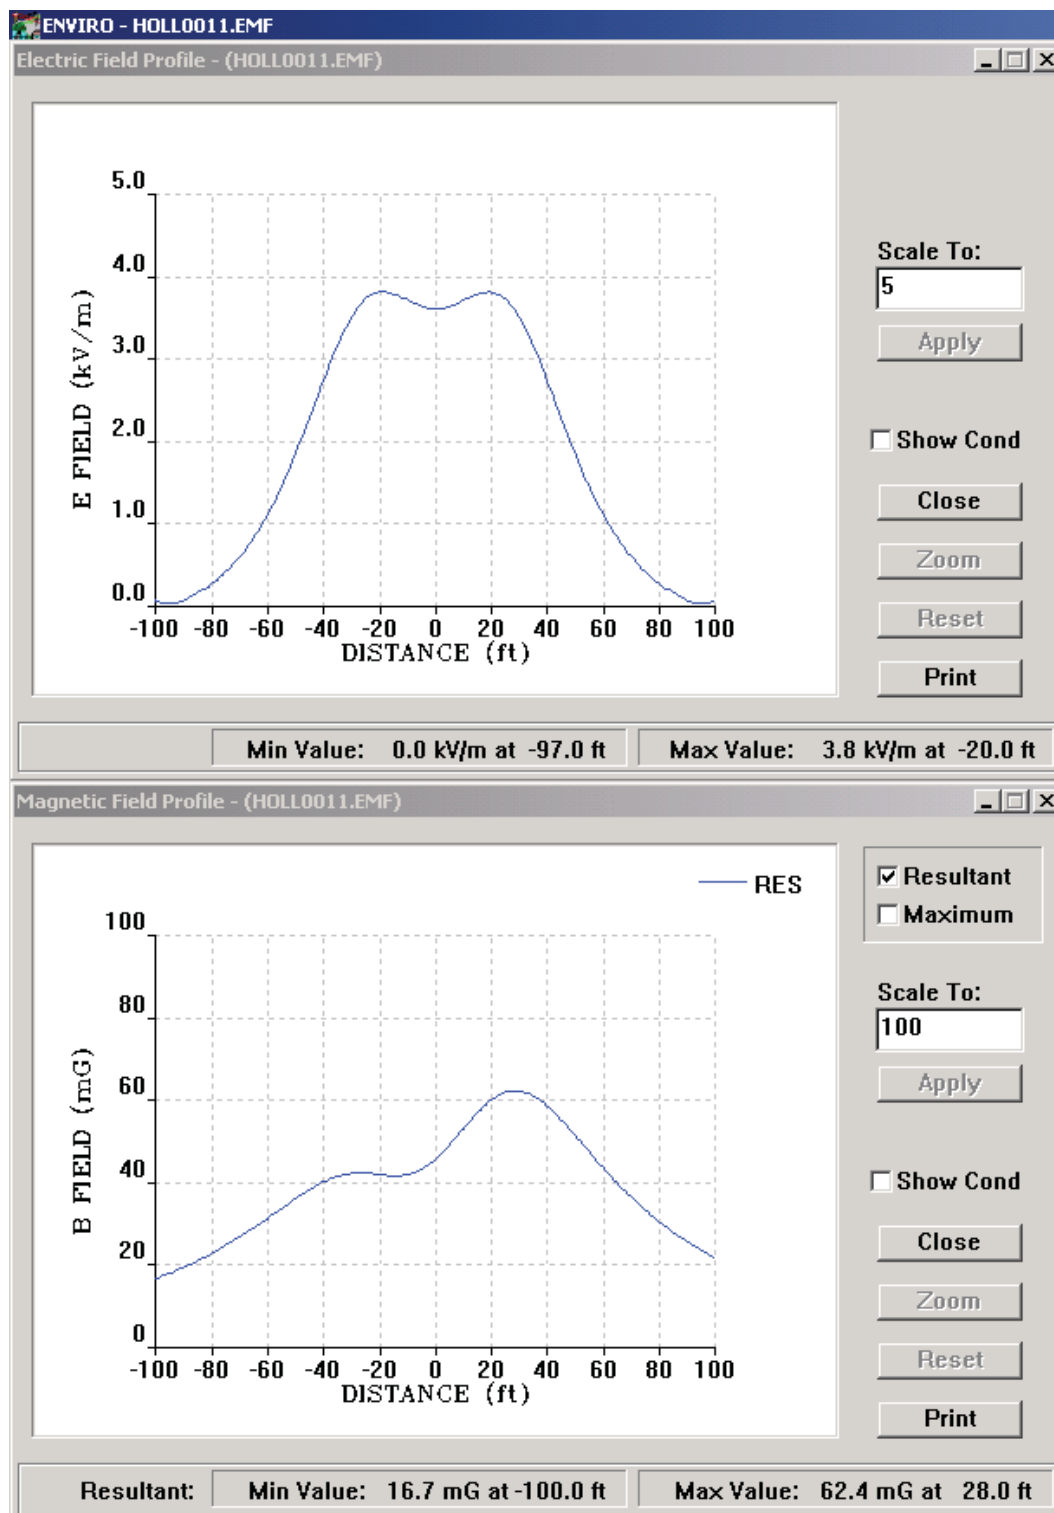 ENVIRO - HOLL0011.EMF
Electric Field Profile - (HOLL0011.EMF)
5.0
4.0
3.0
2.0
1.0
0.0
E FIELD (kV/m)
-100 -80 -60 -40 -20 0 20 40 60 80 100
DISTANCE (ft)
Scale To:
5
Apply
Show Cond
Close
Zoom
Reset
Print
Min Value: 0.0 kV/m at -97.0 ft Max Value: 3.8 kV/m at -20.0 ft
Magnetic Field Profile - (HOLL0011.EMF)
RES
100
80
60
40
20
0
B FIELD (mG)
-100 -80 -60 -40 -20 0 20 40 60 80 100
DISTANCE (ft)
Resultant
Maximum
Scale To:
100
Apply
Show Cond
Close
Zoom
Reset
Print
Resultant: Min Value: 16.7 mG at -100.0 ft Max Value: 62.4 mG at 28.0 ft